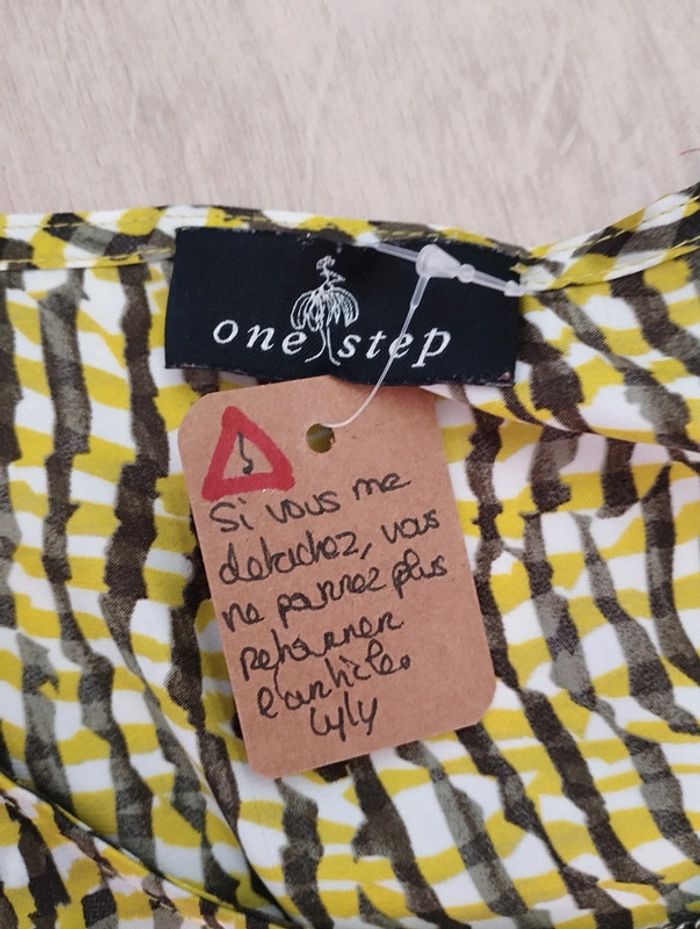 one step
Si vous me
detachez, vous
ne pourrez plus
retourner
l'article
Lyly